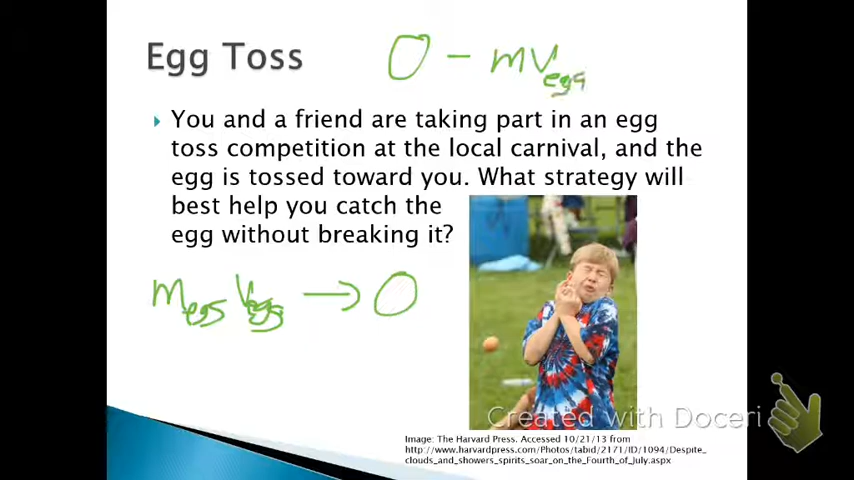 Egg Toss
0 - mv egg
You and a friend are taking part in an egg
toss competition at the local carnival, and the
egg is tossed toward you. What strategy will
best help you catch the
egg without breaking it?
m egg v egg → 0
Created with Doceri
Image: The Harvard Press. Accessed 10/21/13 from
http://www.harvardpress.com/Photos/tabid/2171/ID/1094/Despite_
clouds_and_showers_spirits_soar_on_the_Fourth_of_July.aspx